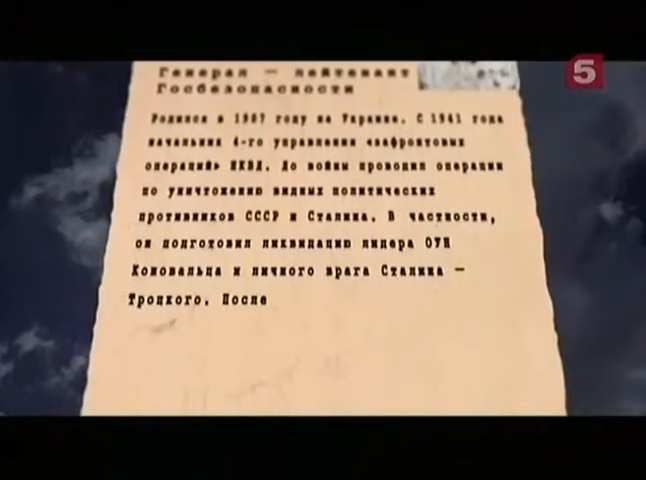 5
Генерал — лейтенант
Госбезопасности
Родился в 1907 году на Украине. С 1941 года
начальник 4-го управления «зафронтовых
операций» НКВД. До войны проводил операции
по уничтожению видных политических
противников СССР и Сталина. В частности,
он подготовил ликвидацию лидера ОУН
Коновальца и личного врага Сталина —
Троцкого. После